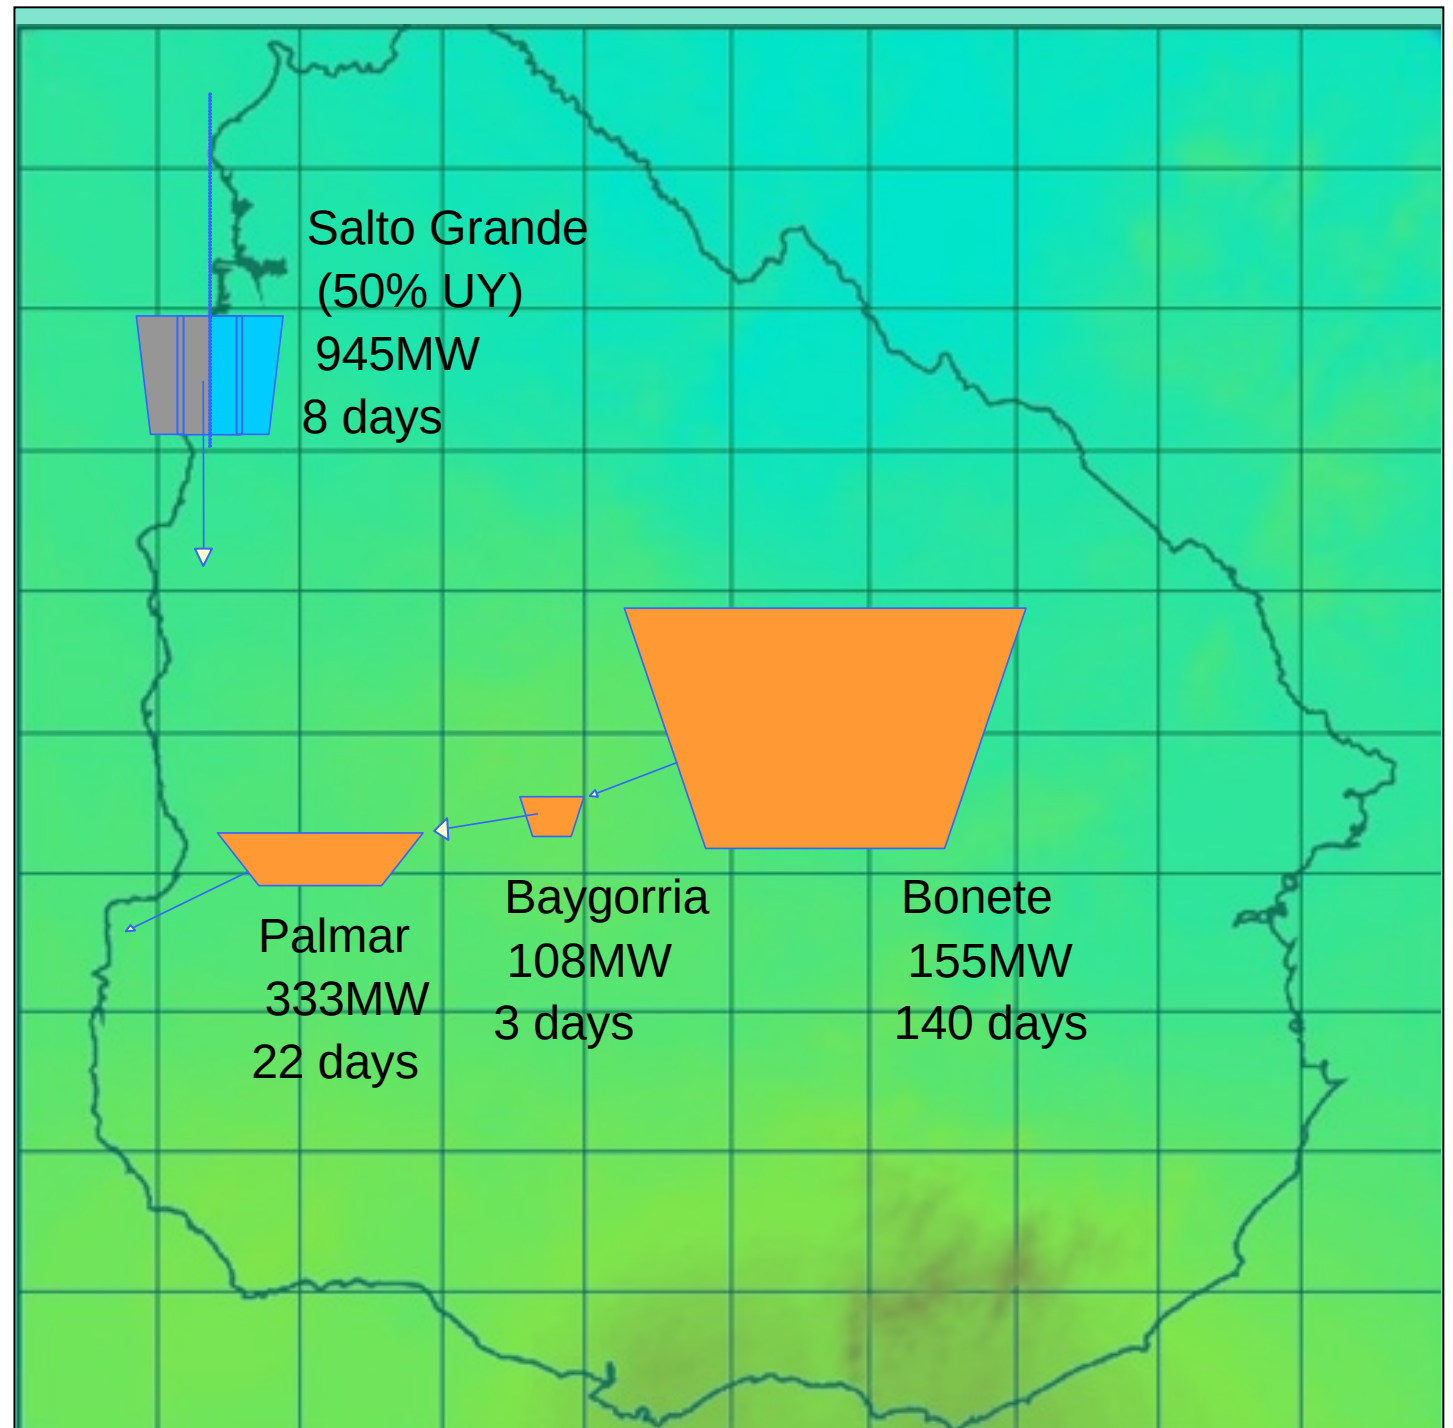 Salto Grande
(50% UY)
945MW
8 days
Palmar
333MW
22 days
Baygorria
108MW
3 days
Bonete
155MW
140 days